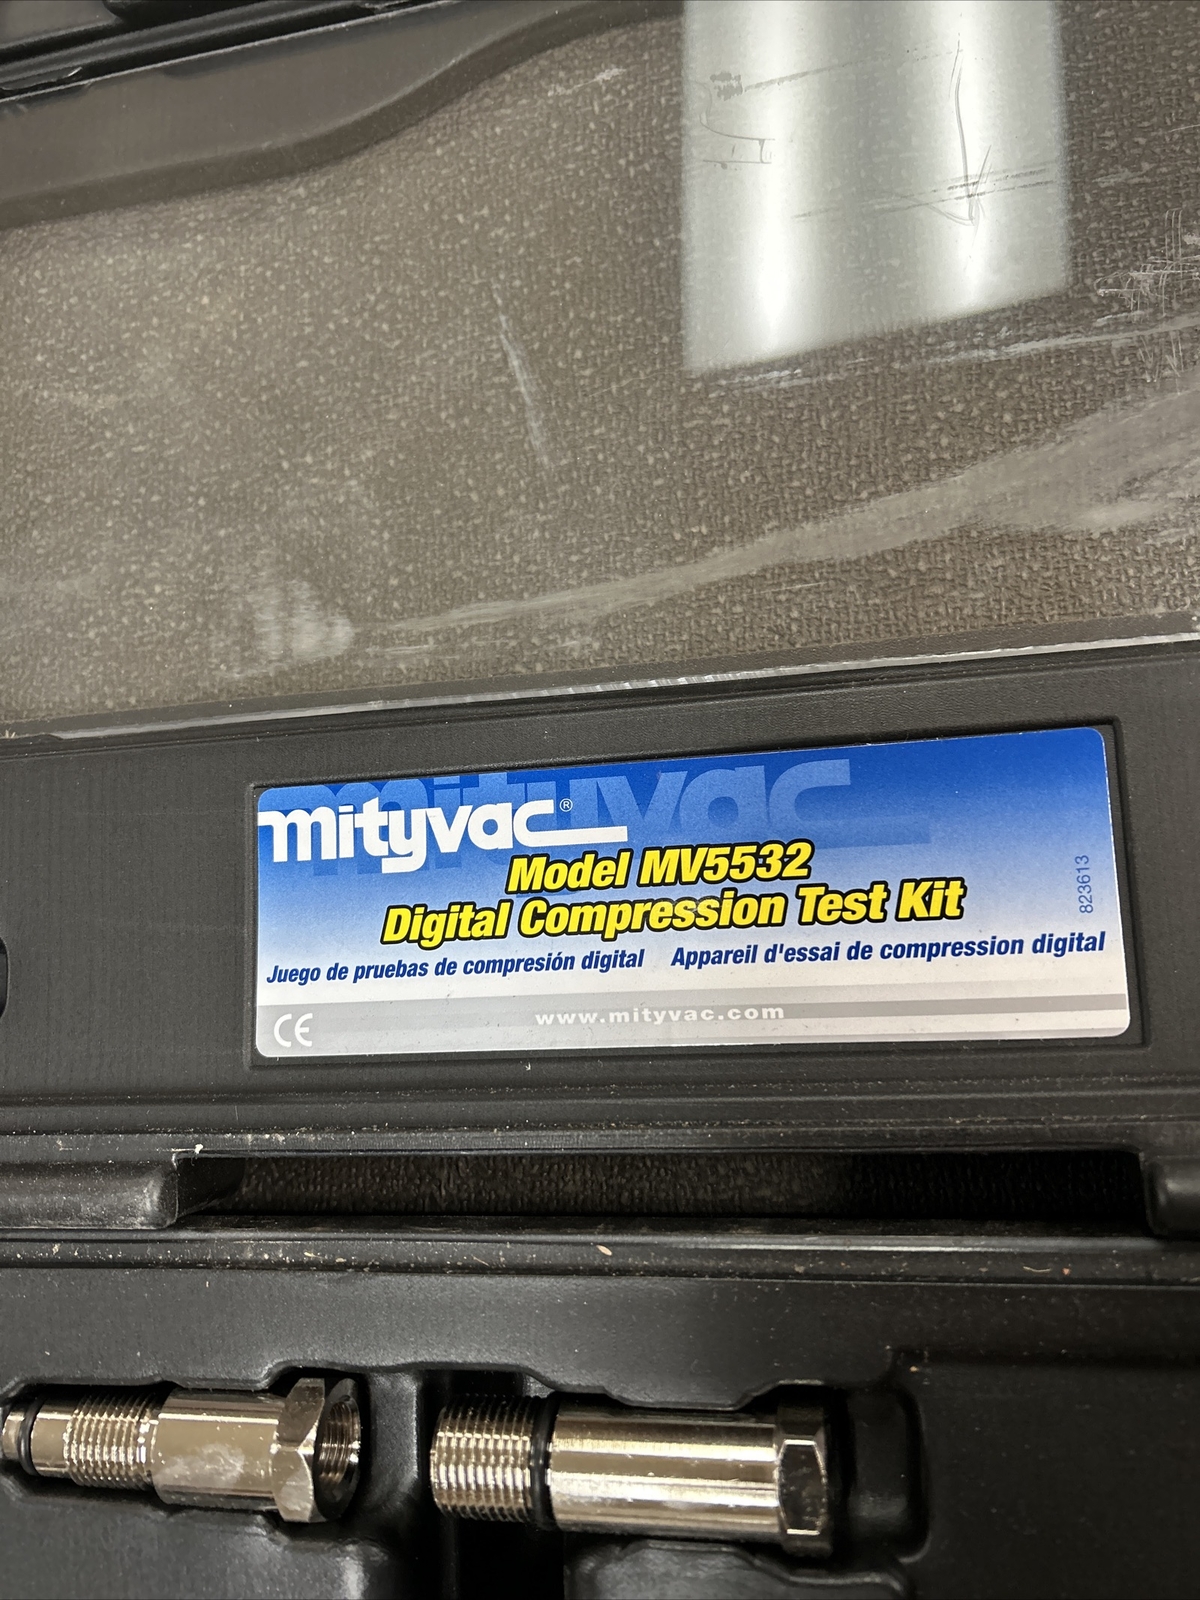 mityvac
mityvac®
Model MV5532
Digital Compression Test Kit
823613
Juego de pruebas de compresión digital Appareil d'essai de compression digital
CE www.mityvac.com